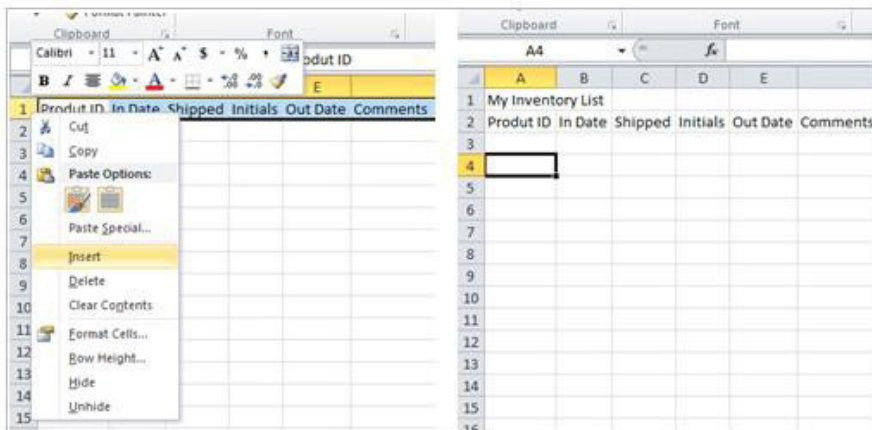 Format Painter
Clipboard
Font
Calibri 11 A A $ % ,
B I A
Produt ID
E
1 Produt ID In Date Shipped Initials Out Date Comments
2 Cut
3 Copy
4 Paste Options:
5
6 Paste Special...
7
8 Insert
9 Delete
10 Clear Contents
11 Format Cells...
12 Row Height...
13 Hide
14 Unhide
15
Clipboard
Font
A4
fx
A B C D E
1 My Inventory List
2 Produt ID In Date Shipped Initials Out Date Comments
3
4
5
6
7
8
9
10
11
12
13
14
15
16